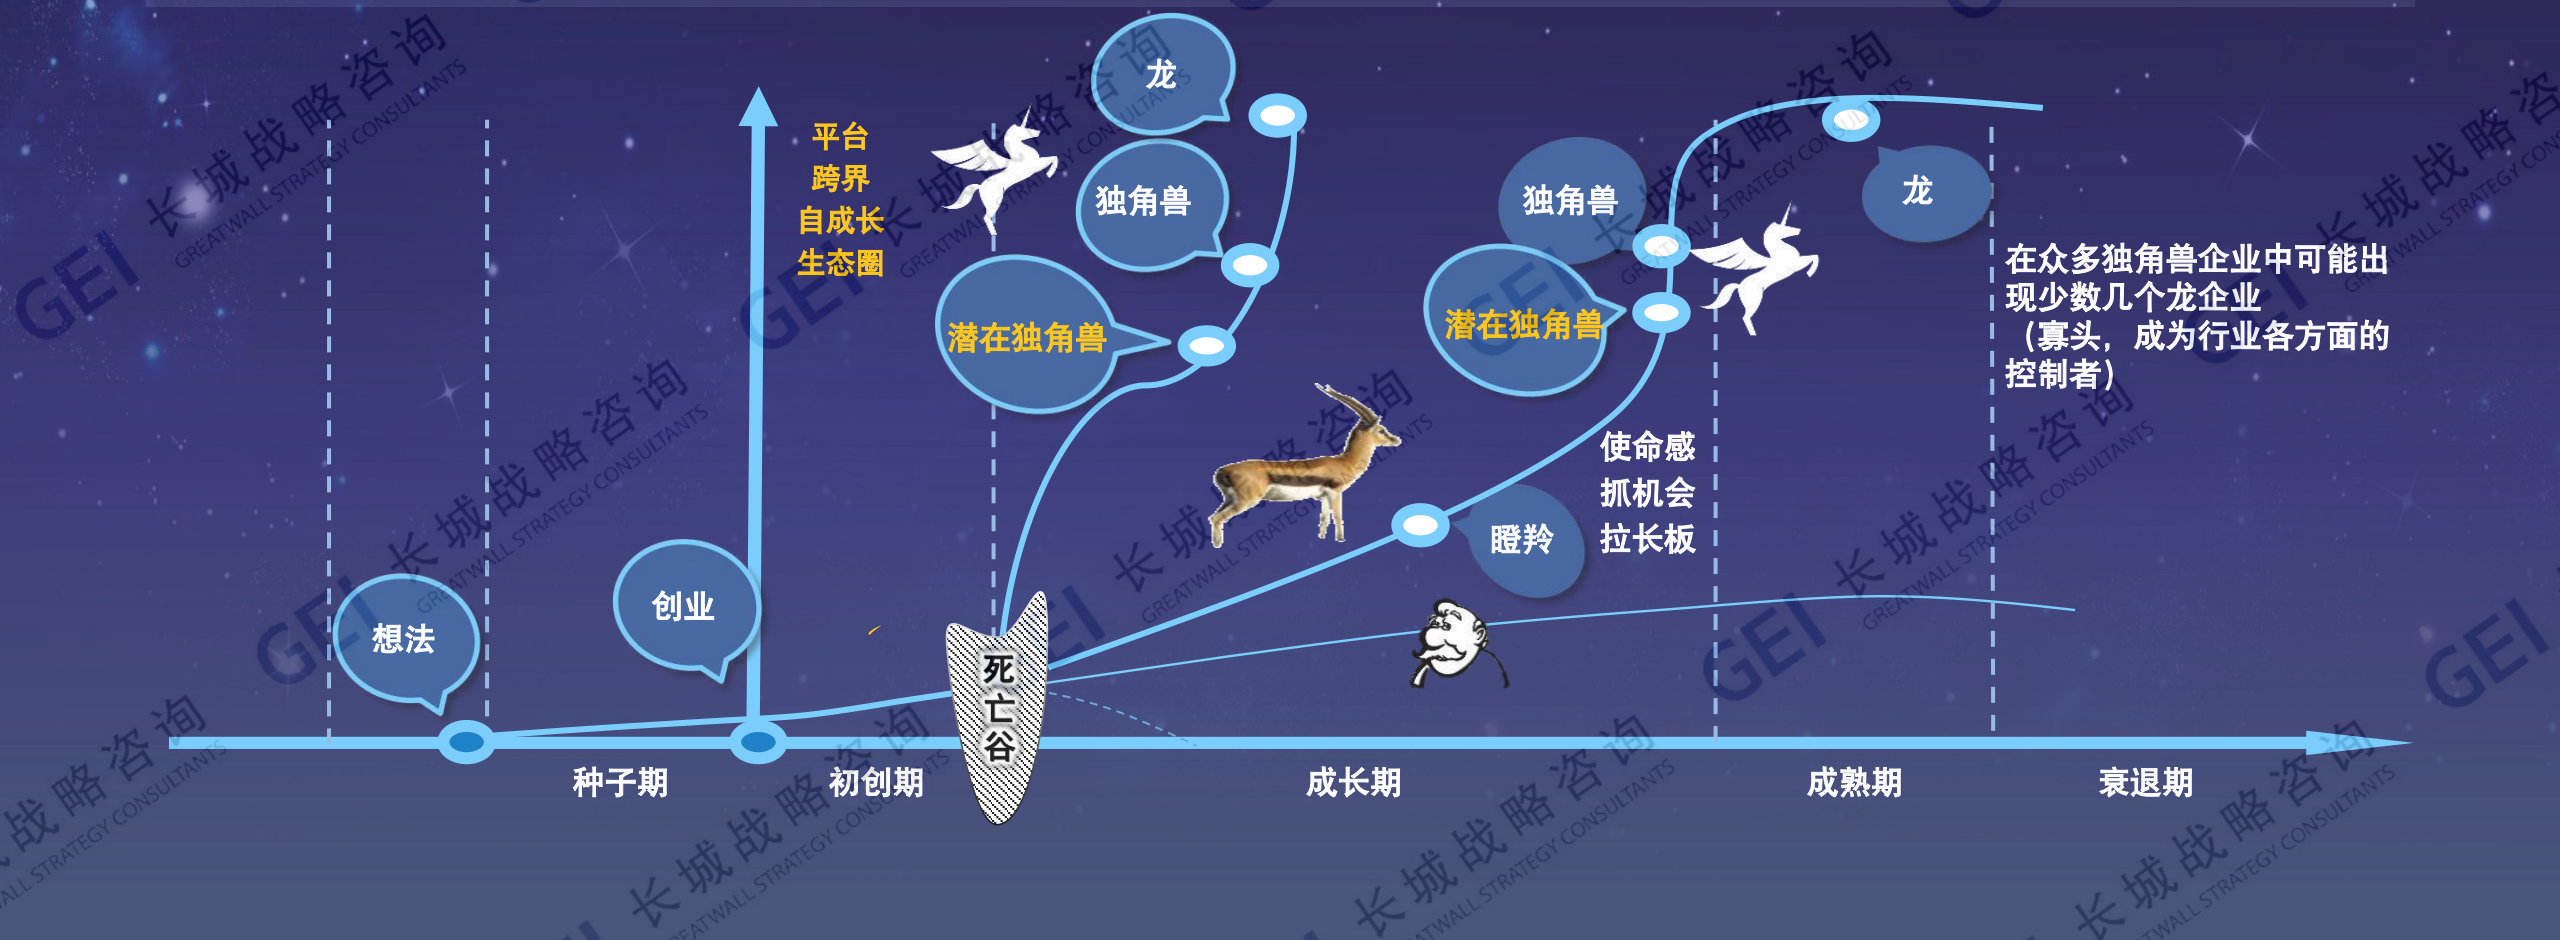 龙
平台
跨界
自成长
生态圈
独角兽
潜在独角兽
独角兽
龙
潜在独角兽
在众多独角兽企业中可能出
现少数几个龙企业
（寡头，成为行业各方面的
控制者）
使命感
抓机会
拉长板
瞪羚
创业
想法
死亡谷
种子期
初创期
成长期
成熟期
衰退期
GEI 长城战略咨询
GREATWALL STRATEGY CONSULTANTS